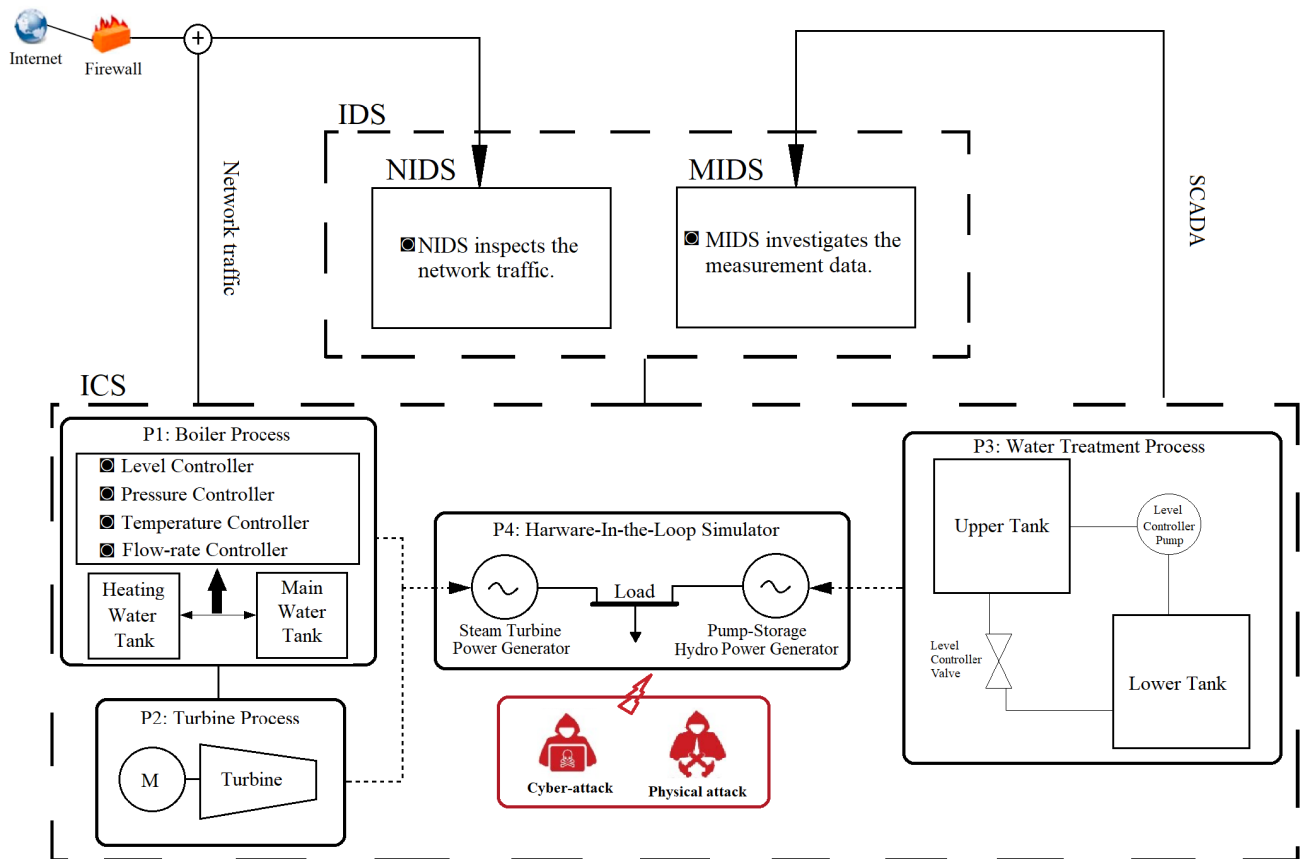 Internet
Firewall
+
Network traffic
SCADA
IDS
NIDS
NIDS inspects the
network traffic.
MIDS
MIDS investigates the
measurement data.
ICS
P1: Boiler Process
Level Controller
Pressure Controller
Temperature Controller
Flow-rate Controller
Heating
Water
Tank
Main
Water
Tank
P2: Turbine Process
M
Turbine
P4: Harware-In-the-Loop Simulator
Load
Steam Turbine
Power Generator
Pump-Storage
Hydro Power Generator
Cyber-attack
Physical attack
P3: Water Treatment Process
Upper Tank
Level
Controller
Pump
Level
Controller
Valve
Lower Tank